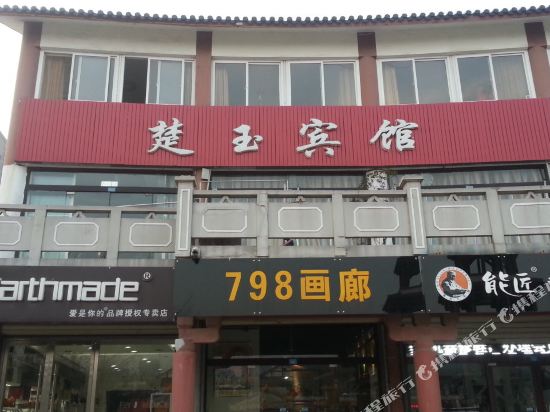 楚玉宾馆
arthmade®
爱是你的®品牌授权专卖店
798画廊
能匠
携程旅行